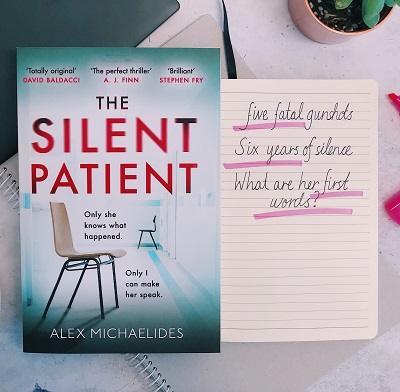 'Totally original' 'The perfect thriller' 'Brilliant'
DAVID BALDACCI A. J. FINN STEPHEN FRY
THE
SILENT
PATIENT
Only she
knows what
happened.
Only I
can make
her speak.
ALEX MICHAELIDES
five fatal gunshots
Six years of silence
What are her first
words?